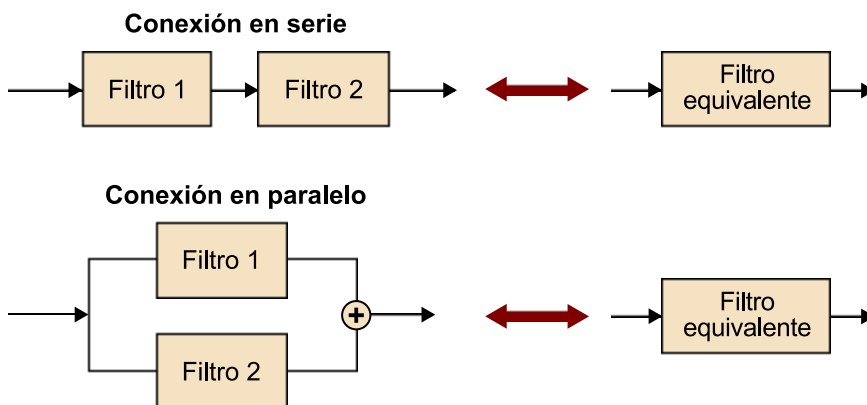 Conexión en serie
Filtro 1
Filtro 2
Filtro
equivalente
Conexión en paralelo
Filtro 1
+
Filtro 2
Filtro
equivalente